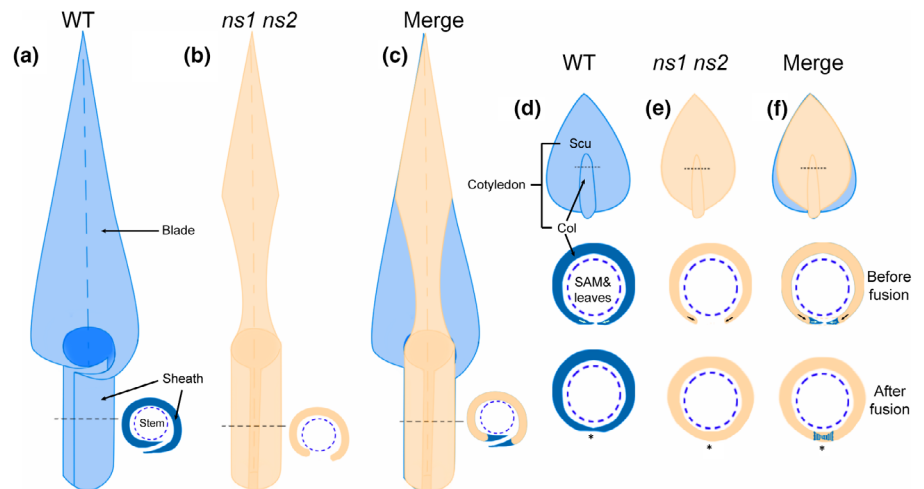 WT
ns1 ns2
Merge
(a)
(b)
(c)
WT
ns1 ns2
Merge
(d)
(e)
(f)
Scu
Cotyledon
Col
Blade
SAM&
leaves
Before
fusion
Sheath
Stem
After
fusion
*
*
*